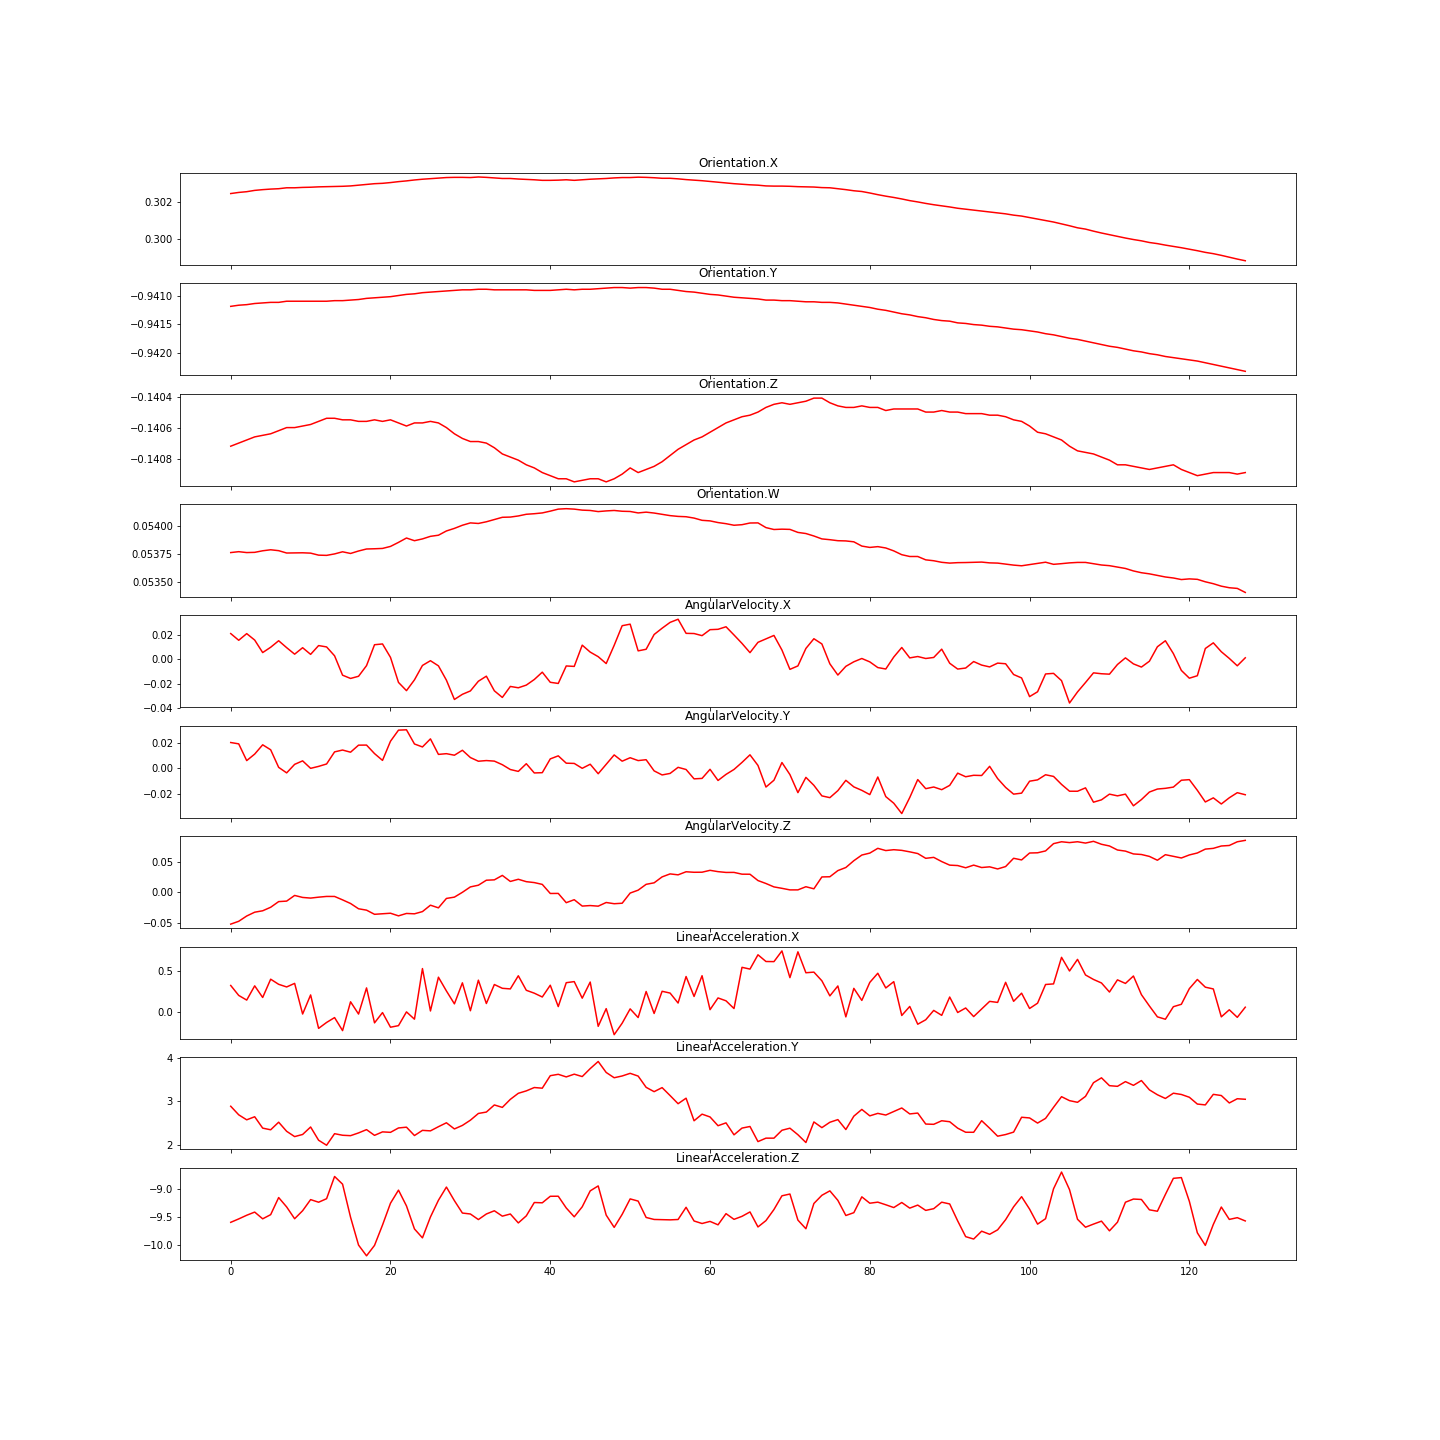 Orientation.X
0.302
0.300
Orientation.Y
−0.9410
−0.9415
−0.9420
Orientation.Z
−0.1404
−0.1406
−0.1408
Orientation.W
0.05400
0.05375
0.05350
AngularVelocity.X
0.02
0.00
−0.02
−0.04
AngularVelocity.Y
0.02
0.00
−0.02
AngularVelocity.Z
0.05
0.00
−0.05
LinearAcceleration.X
0.5
0.0
LinearAcceleration.Y
4
3
2
LinearAcceleration.Z
−9.0
−9.5
−10.0
0 20 40 60 80 100 120